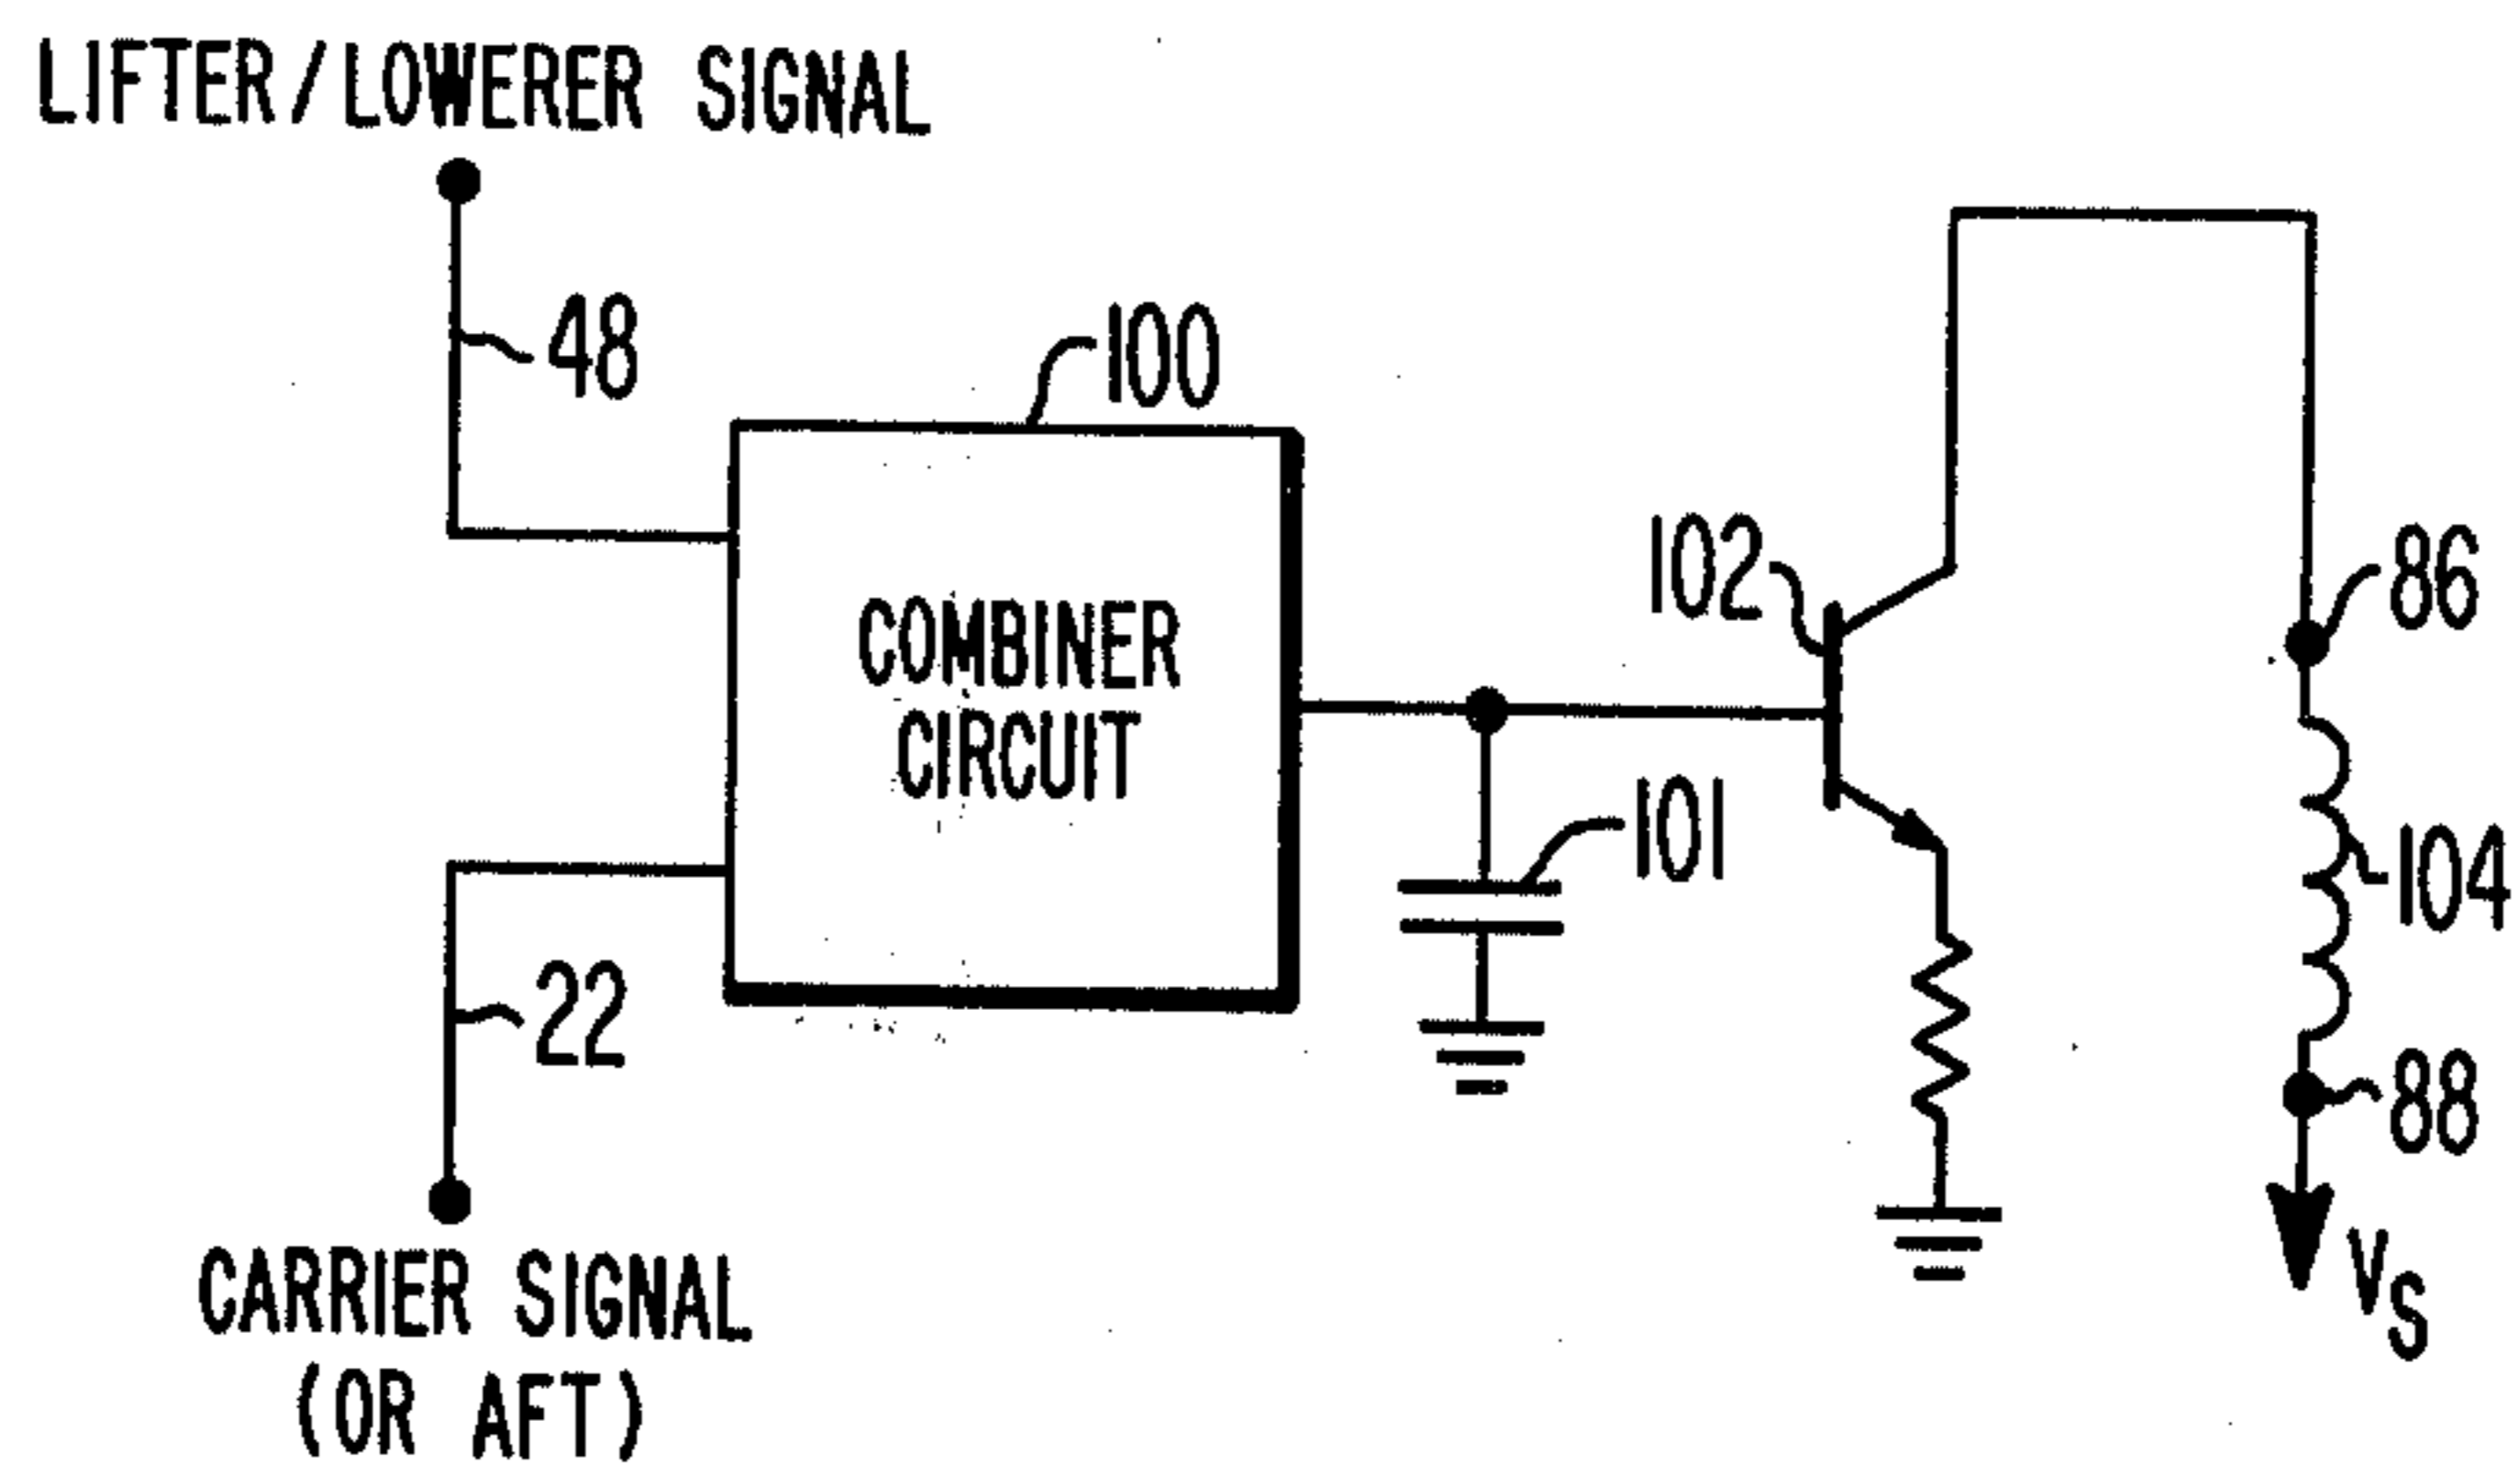 LIFTER/LOWERER SIGNAL
48
100
COMBINER
CIRCUIT
102
86
101
104
22
88
CARRIER SIGNAL
(OR AFT)
VS